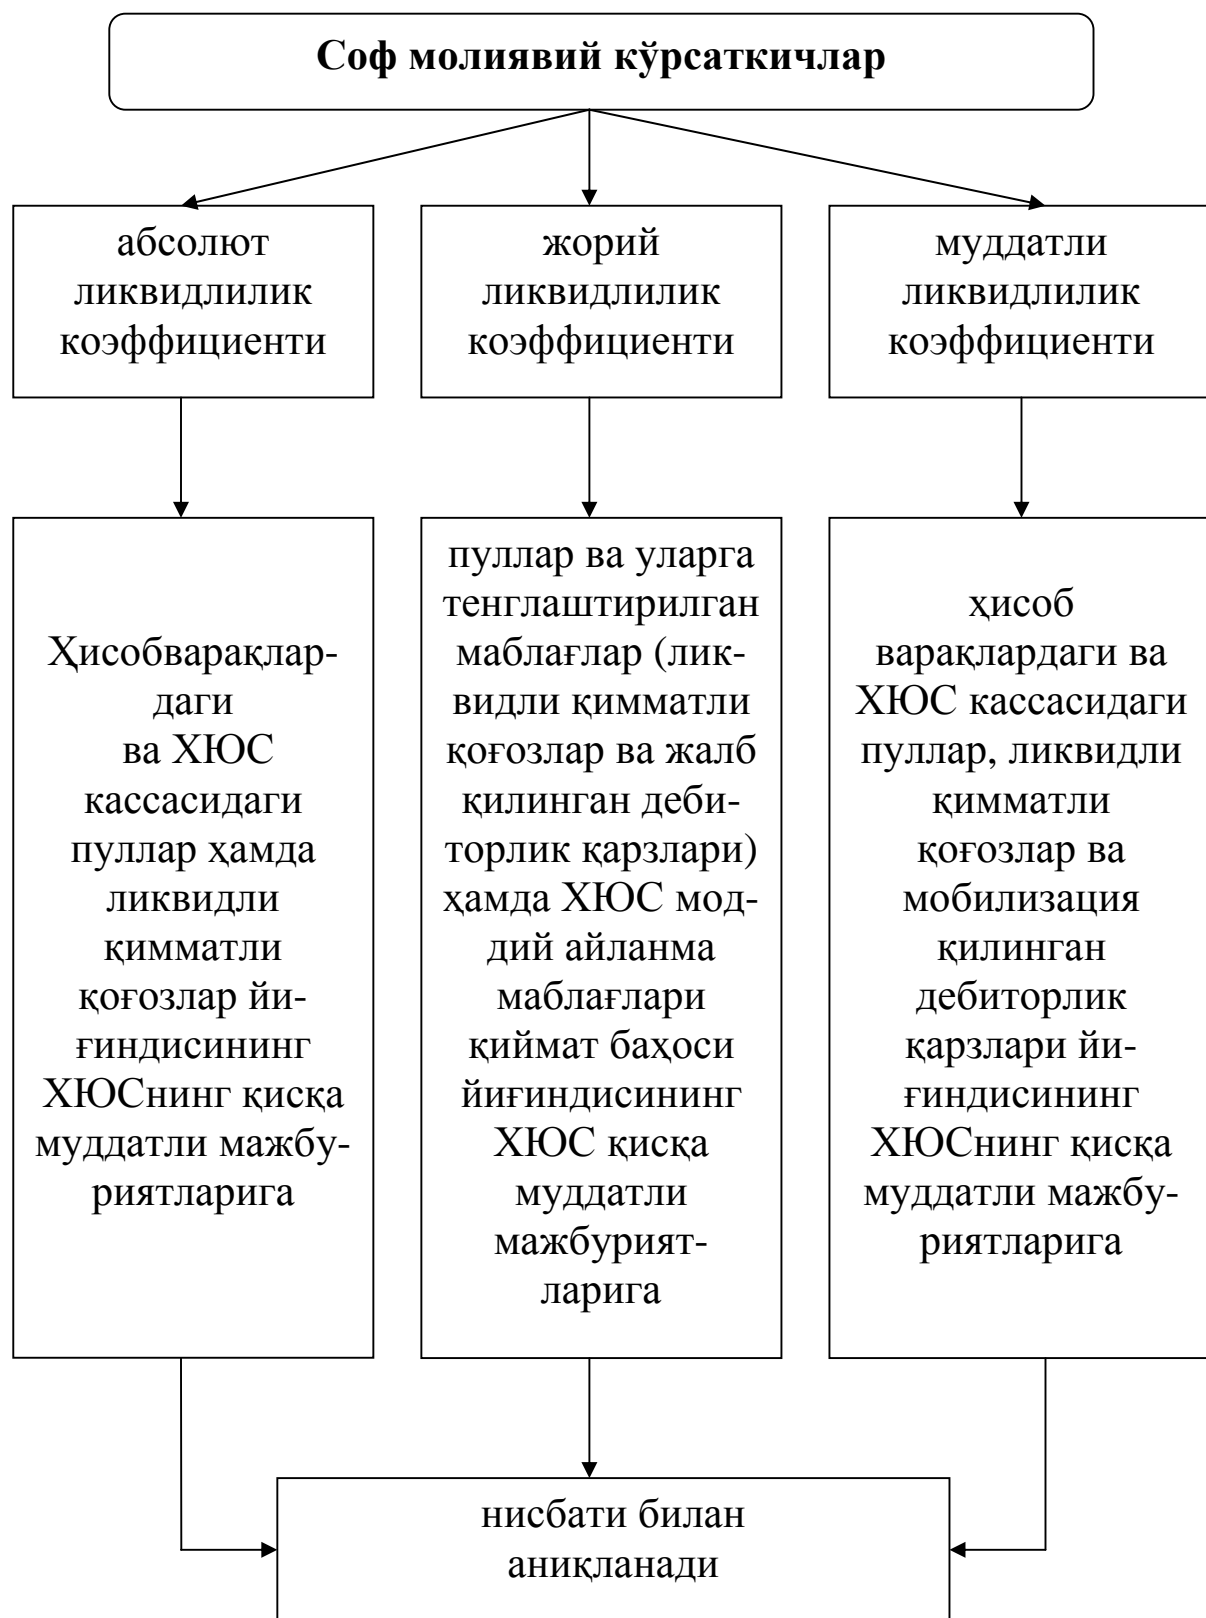 Соф молиявий кўрсаткичлар
абсолют
ликвидлилик
коэффициенти
жорий
ликвидлилик
коэффициенти
муддатли
ликвидлилик
коэффициенти
Ҳисобварақлар-
даги
ва ХЮС
кассасидаги
пуллар ҳамда
ликвидли
қимматли
қоғозлар йи-
ғиндисининг
ХЮСнинг қисқа
муддатли мажбу-
риятларига
пуллар ва уларга
тенглаштирилган
маблағлар (лик-
видли қимматли
қоғозлар ва жалб
қилинган деби-
торлик қарзлари)
ҳамда ХЮС мод-
дий айланма
маблағлари
қиймат баҳоси
йиғиндисининг
ХЮС қисқа
муддатли
мажбурият-
ларига
ҳисоб
варақлардаги ва
ХЮС кассасидаги
пуллар, ликвидли
қимматли
қоғозлар ва
мобилизация
қилинган
дебиторлик
қарзлари йи-
ғиндисининг
ХЮСнинг қисқа
муддатли мажбу-
риятларига
нисбати билан
аниқланади